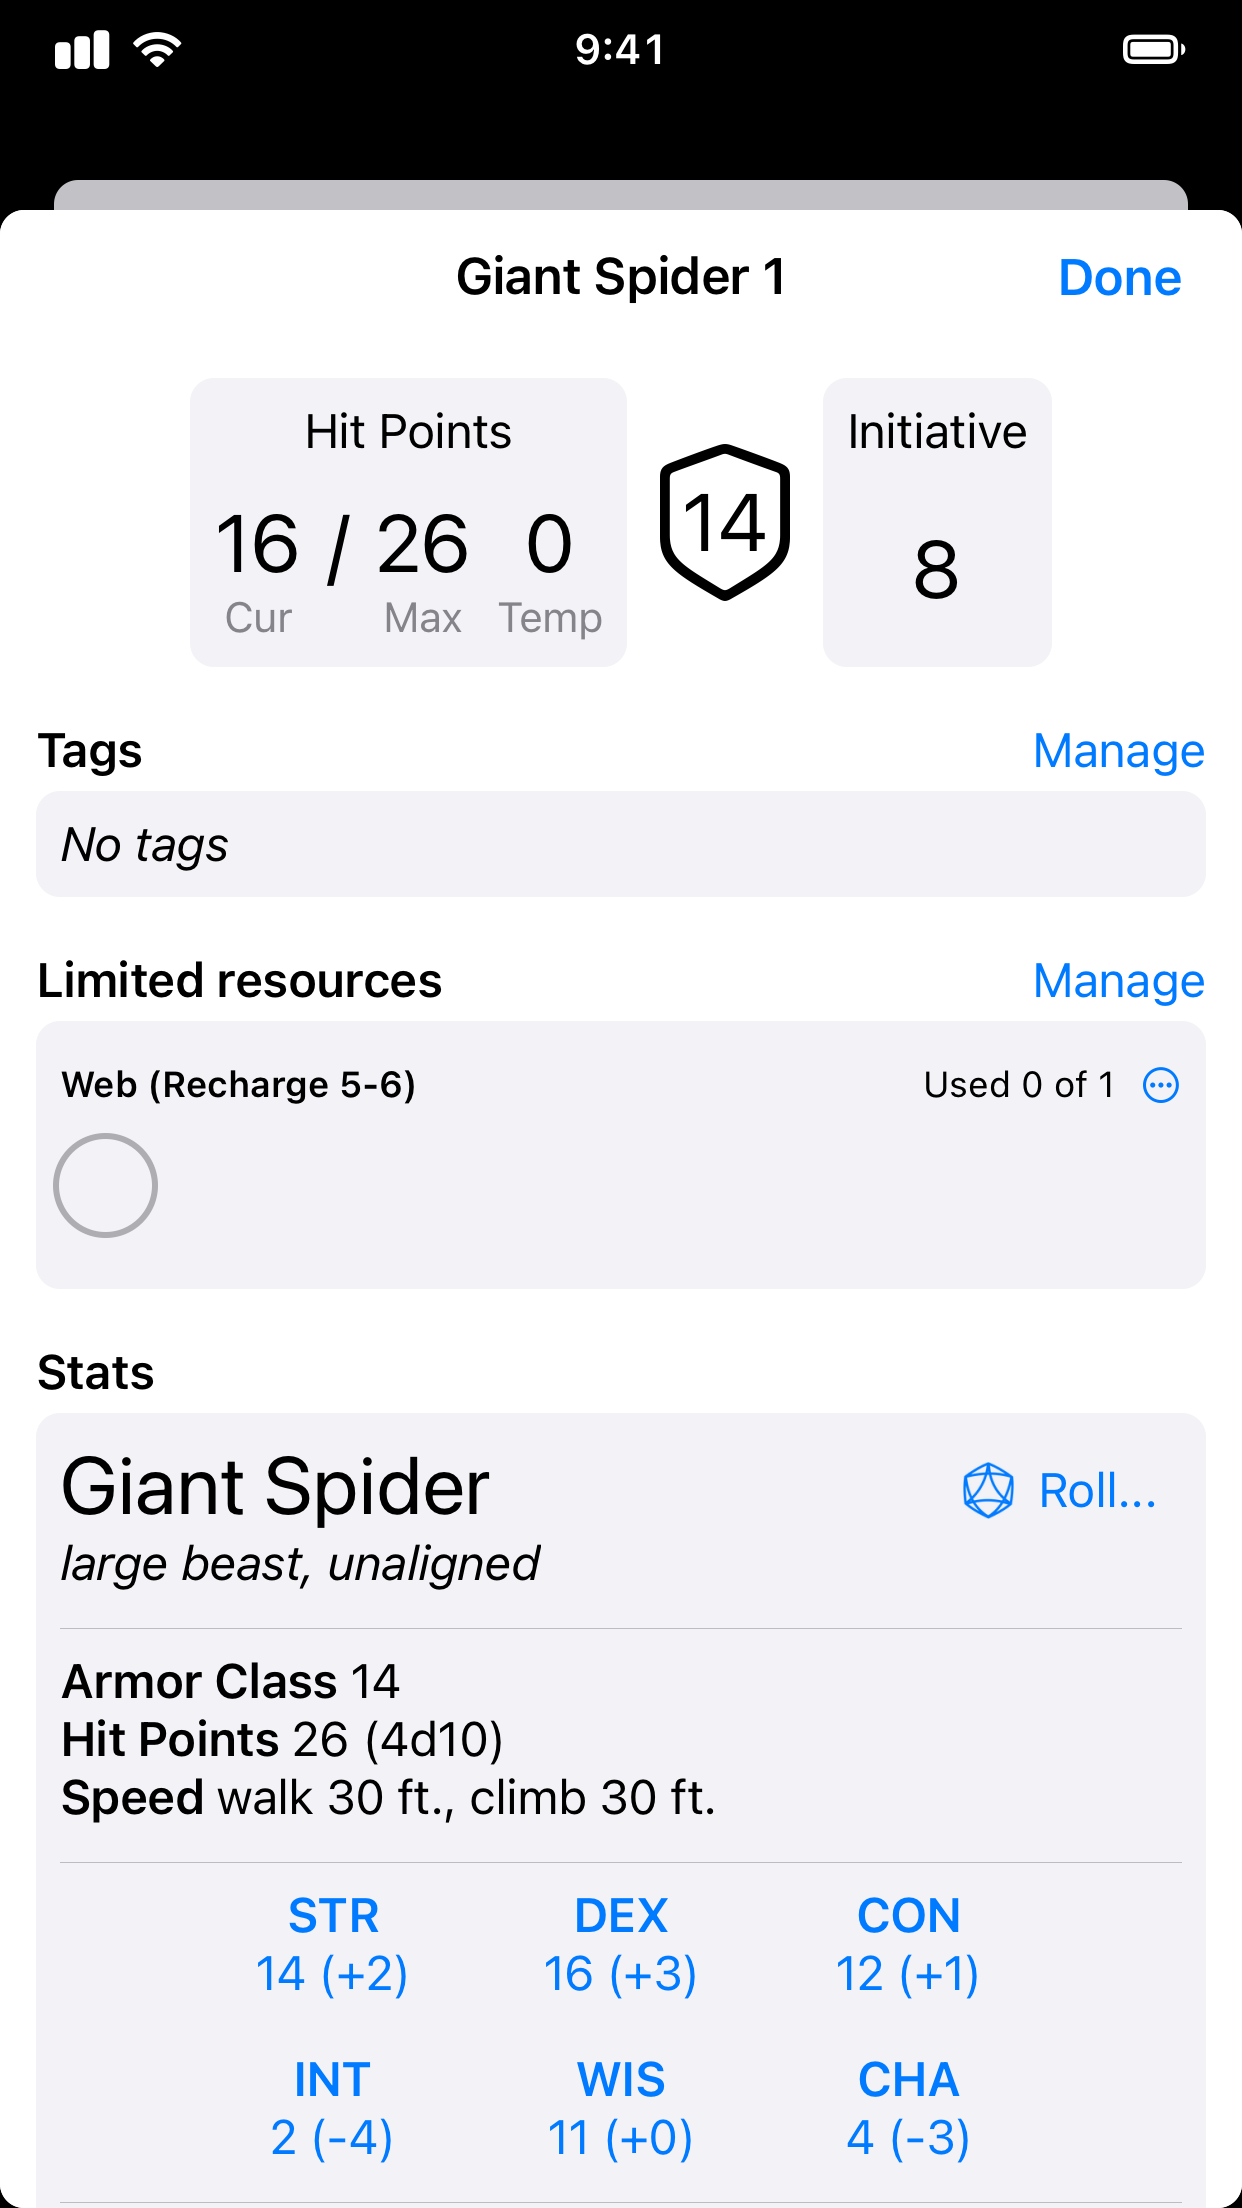 9:41
Giant Spider 1
Done
Hit Points
16 / 26 0
Cur Max Temp
14
Initiative
8
Tags
Manage
No tags
Limited resources
Manage
Web (Recharge 5-6)
Used 0 of 1
Stats
Giant Spider
Roll...
large beast, unaligned
Armor Class 14
Hit Points 26 (4d10)
Speed walk 30 ft., climb 30 ft.
STR DEX CON
14 (+2) 16 (+3) 12 (+1)
INT WIS CHA
2 (-4) 11 (+0) 4 (-3)